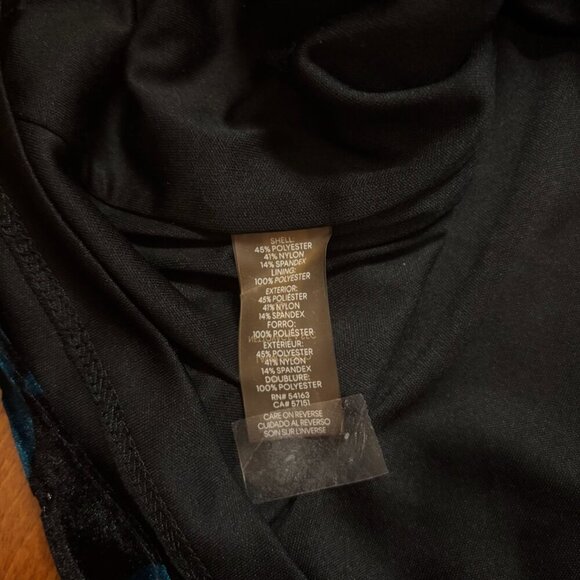 SHELL:
45% POLYESTER
41% NYLON
14% SPANDEX
LINING:
100% POLYESTER
EXTERIOR:
45% POLIÉSTER
41% NYLON
14% SPANDEX
FORRO:
100% POLIÉSTER
EXTÉRIEUR:
45% POLYESTER
41% NYLON
14% SPANDEX
DOUBLURE:
100% POLYESTER
RN# 54163
CA# 57151
CARE ON REVERSE
CUIDADO AL REVERSO
SOIN SUR L'INVERSE